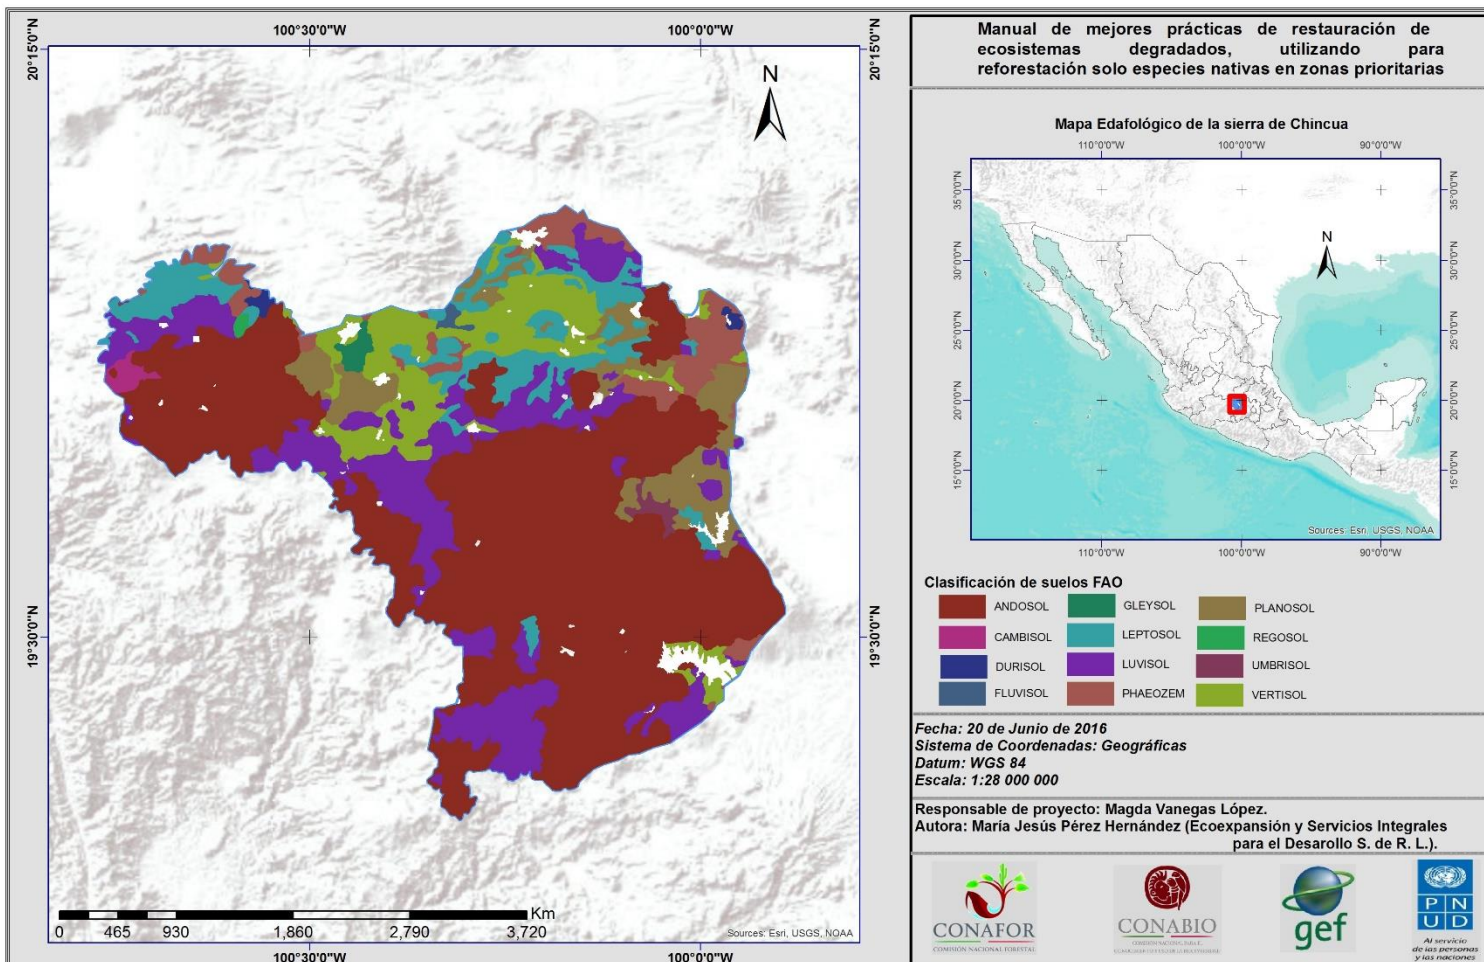 100°30'0"W
100°0'0"W
20°15'0"N
20°15'0"N
N
19°30'0"N
19°30'0"N
Km
0 465 930 1,860 2,790 3,720
Sources: Esri, USGS, NOAA
100°30'0"W
100°0'0"W
Manual de mejores prácticas de restauración de
ecosistemas degradados, utilizando para
reforestación solo especies nativas en zonas prioritarias
Mapa Edafológico de la sierra de Chincua
110°0'0"W
100°0'0"W
90°0'0"W
35°0'0"N
35°0'0"N
30°0'0"N
30°0'0"N
25°0'0"N
25°0'0"N
20°0'0"N
20°0'0"N
15°0'0"N
15°0'0"N
N
Sources: Esri, USGS, NOAA
110°0'0"W
100°0'0"W
90°0'0"W
Clasificación de suelos FAO
ANDOSOL
CAMBISOL
DURISOL
FLUVISOL
GLEYSOL
LEPTOSOL
LUVISOL
PHAEOZEM
PLANOSOL
REGOSOL
UMBRISOL
VERTISOL
Fecha: 20 de Junio de 2016
Sistema de Coordenadas: Geográficas
Datum: WGS 84
Escala: 1:28 000 000
Responsable de proyecto: Magda Vanegas López.
Autora: María Jesús Pérez Hernández (Ecoexpansión y Servicios Integrales
para el Desarollo S. de R. L.).
CONAFOR
COMISIÓN NACIONAL FORESTAL
CONABIO
gef
P N
U D
Al servicio
de las personas
y las naciones